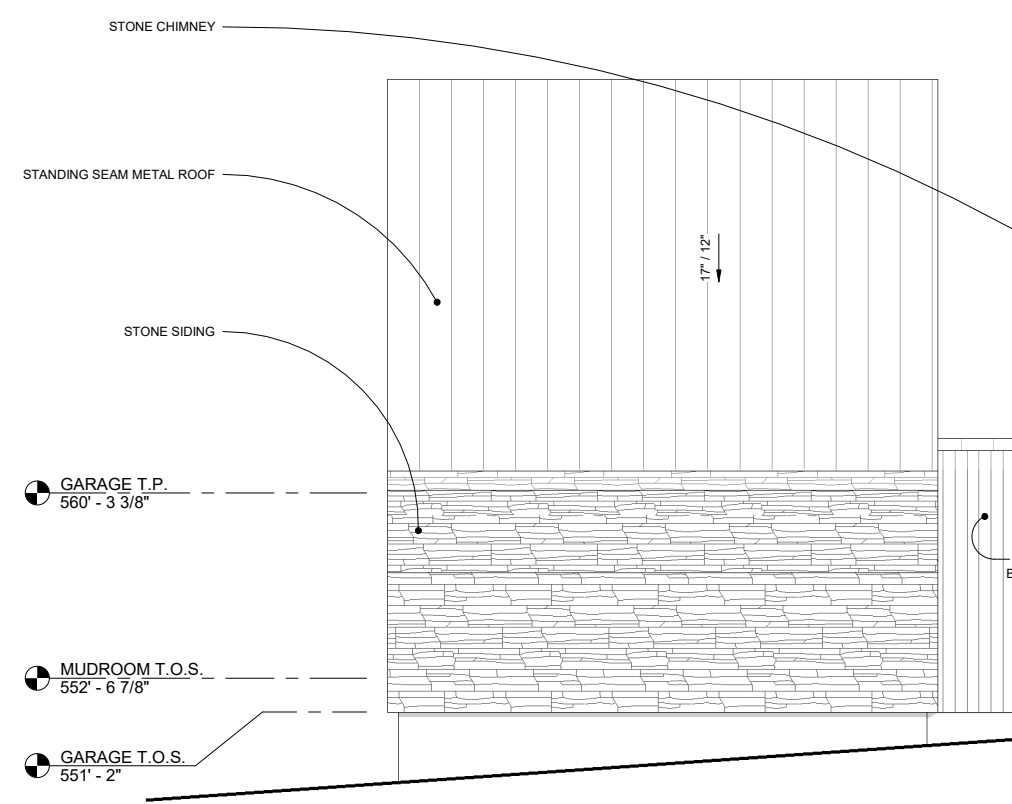 STONE CHIMNEY
STANDING SEAM METAL ROOF
17" / 12"
STONE SIDING
GARAGE T.P.
560' - 3 3/8"
B
MUDROOM T.O.S.
552' - 6 7/8"
GARAGE T.O.S.
551' - 2"